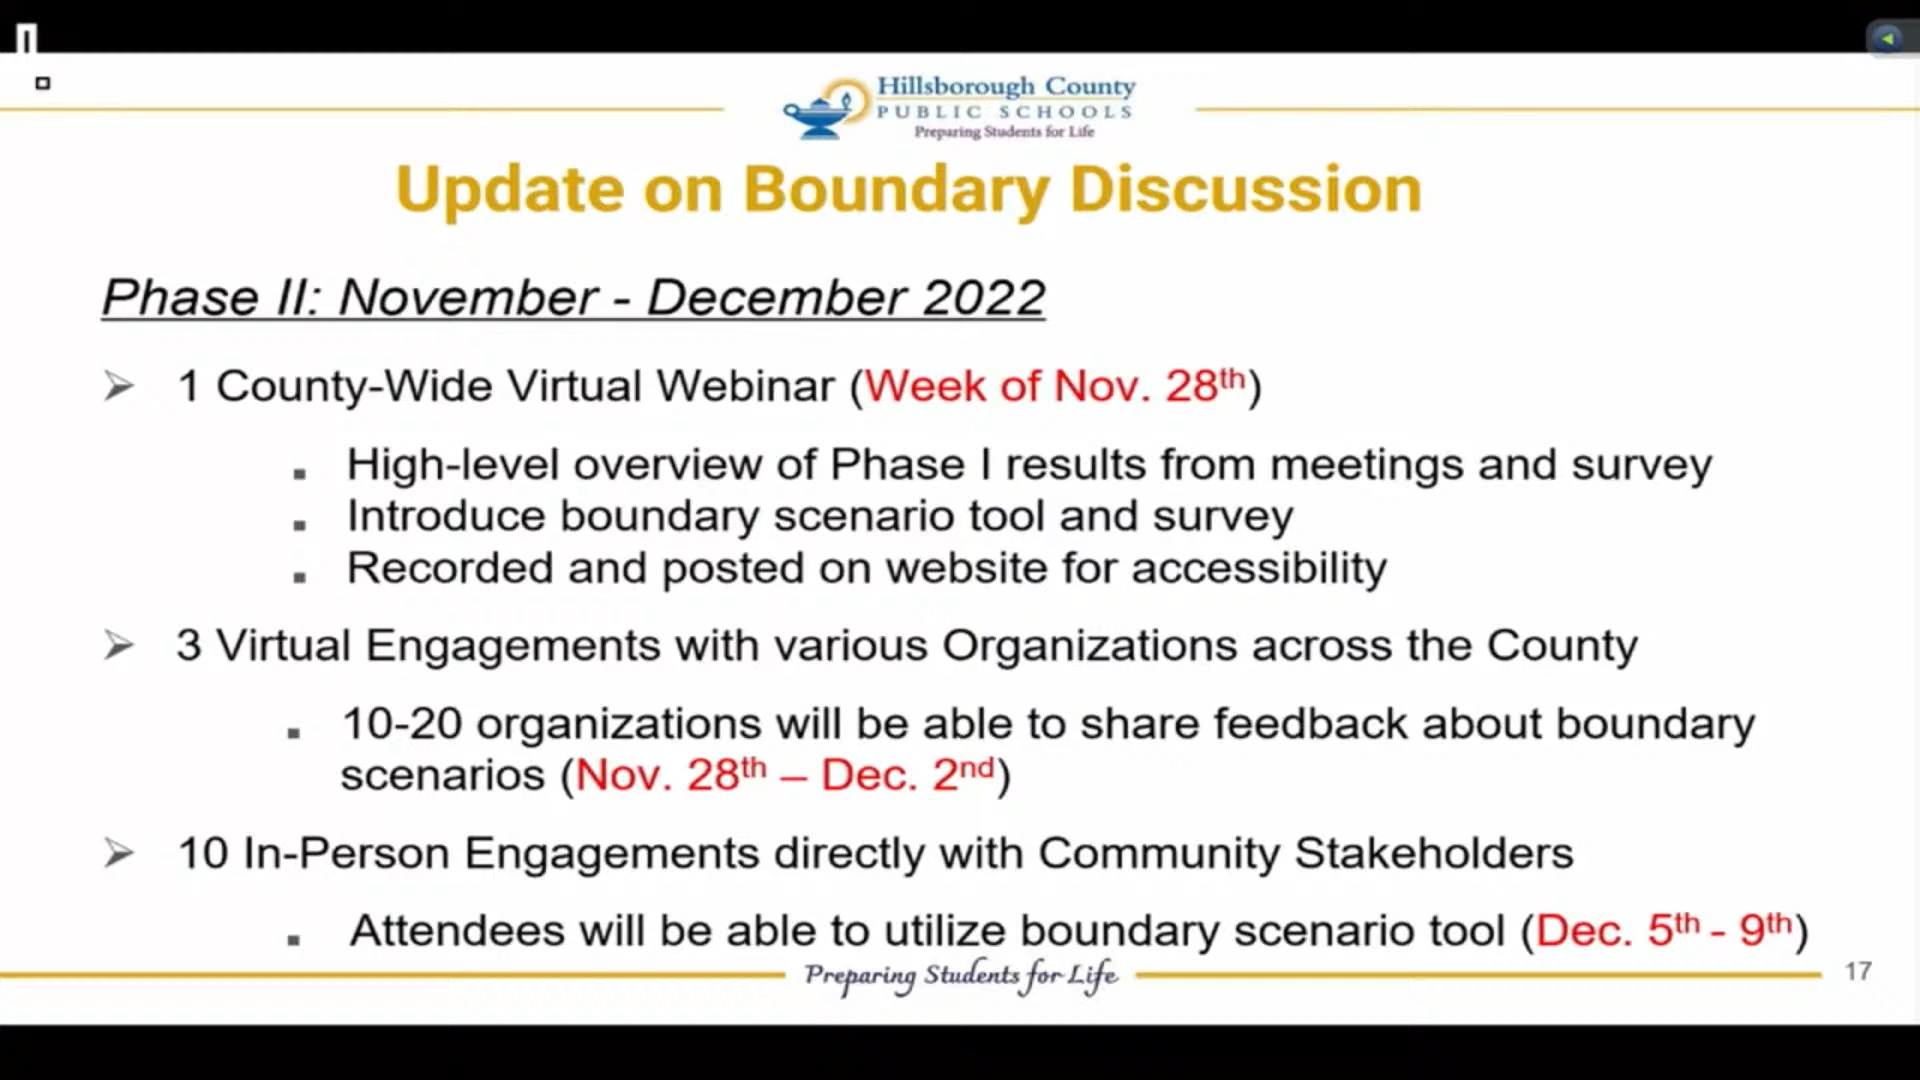 Hillsborough County
PUBLIC SCHOOLS
Preparing Students for Life
Update on Boundary Discussion
Phase II: November - December 2022
1 County-Wide Virtual Webinar (Week of Nov. 28th)
High-level overview of Phase I results from meetings and survey
Introduce boundary scenario tool and survey
Recorded and posted on website for accessibility
3 Virtual Engagements with various Organizations across the County
10-20 organizations will be able to share feedback about boundary
scenarios (Nov. 28th – Dec. 2nd)
10 In-Person Engagements directly with Community Stakeholders
Attendees will be able to utilize boundary scenario tool (Dec. 5th - 9th)
Preparing Students for Life
17